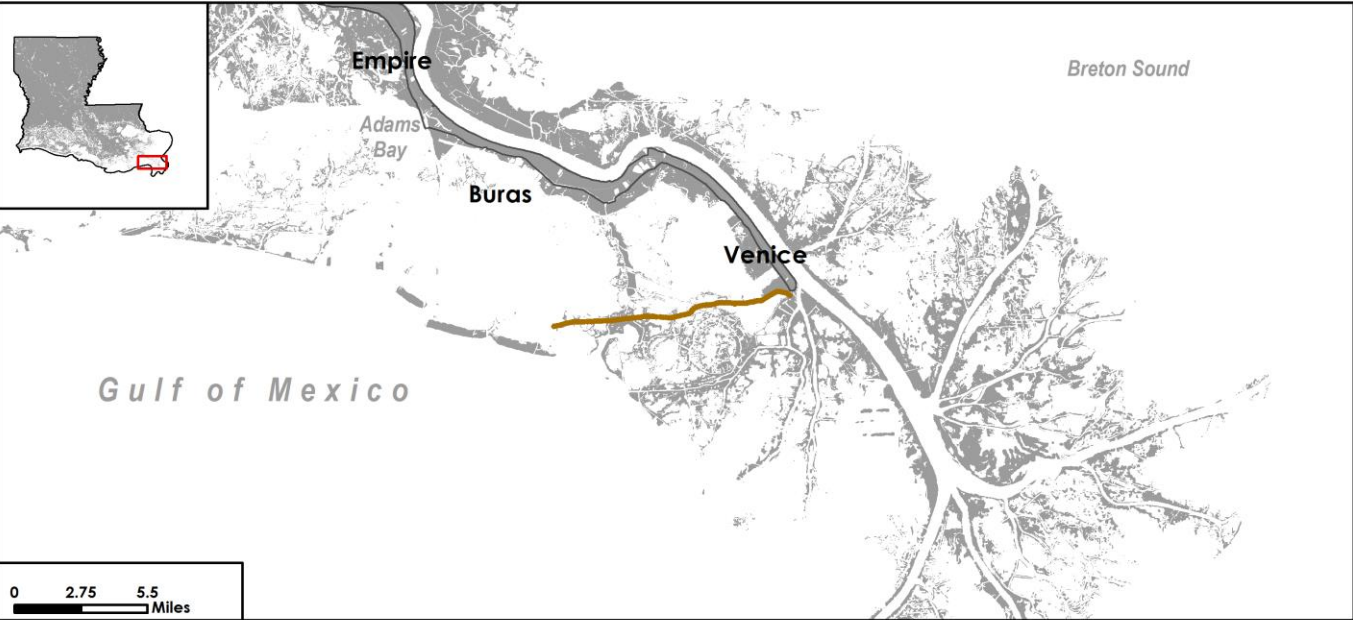 Empire
Breton Sound
Adams
Bay
Buras
Venice
Gulf of Mexico
0 2.75 5.5
Miles